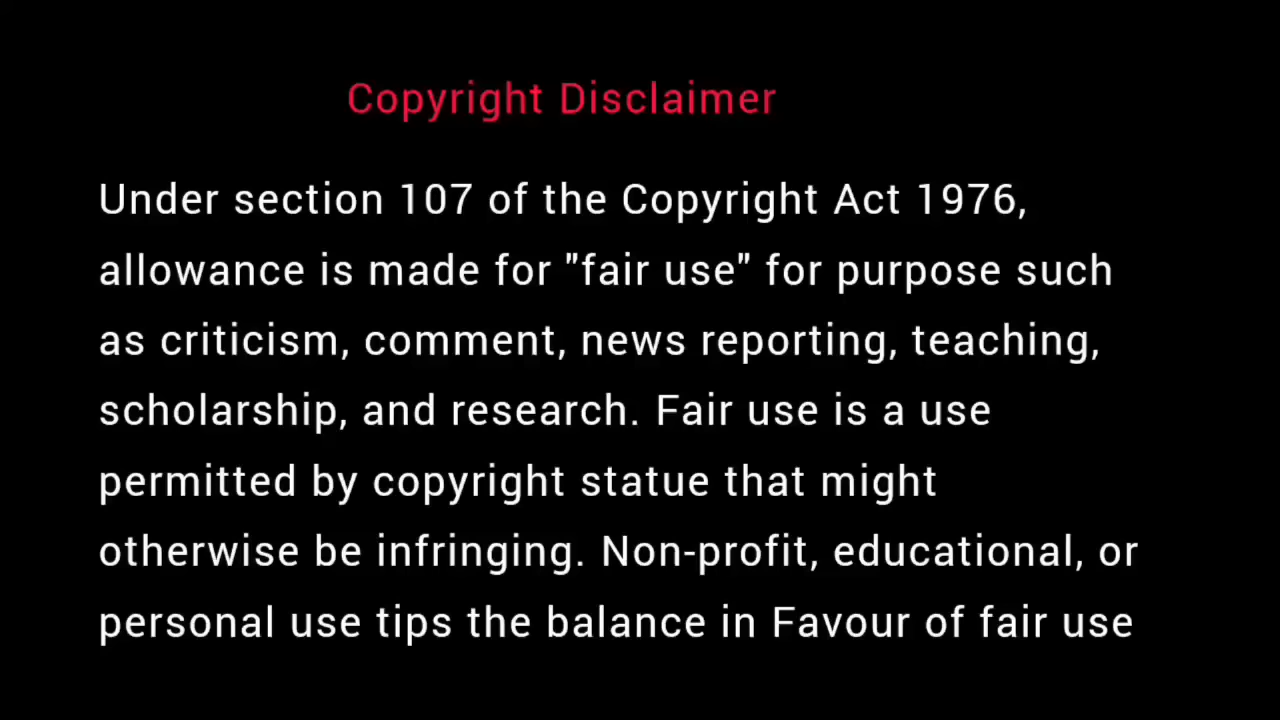 Copyright Disclaimer
Under section 107 of the Copyright Act 1976,
allowance is made for "fair use" for purpose such
as criticism, comment, news reporting, teaching,
scholarship, and research. Fair use is a use
permitted by copyright statue that might
otherwise be infringing. Non-profit, educational, or
personal use tips the balance in Favour of fair use